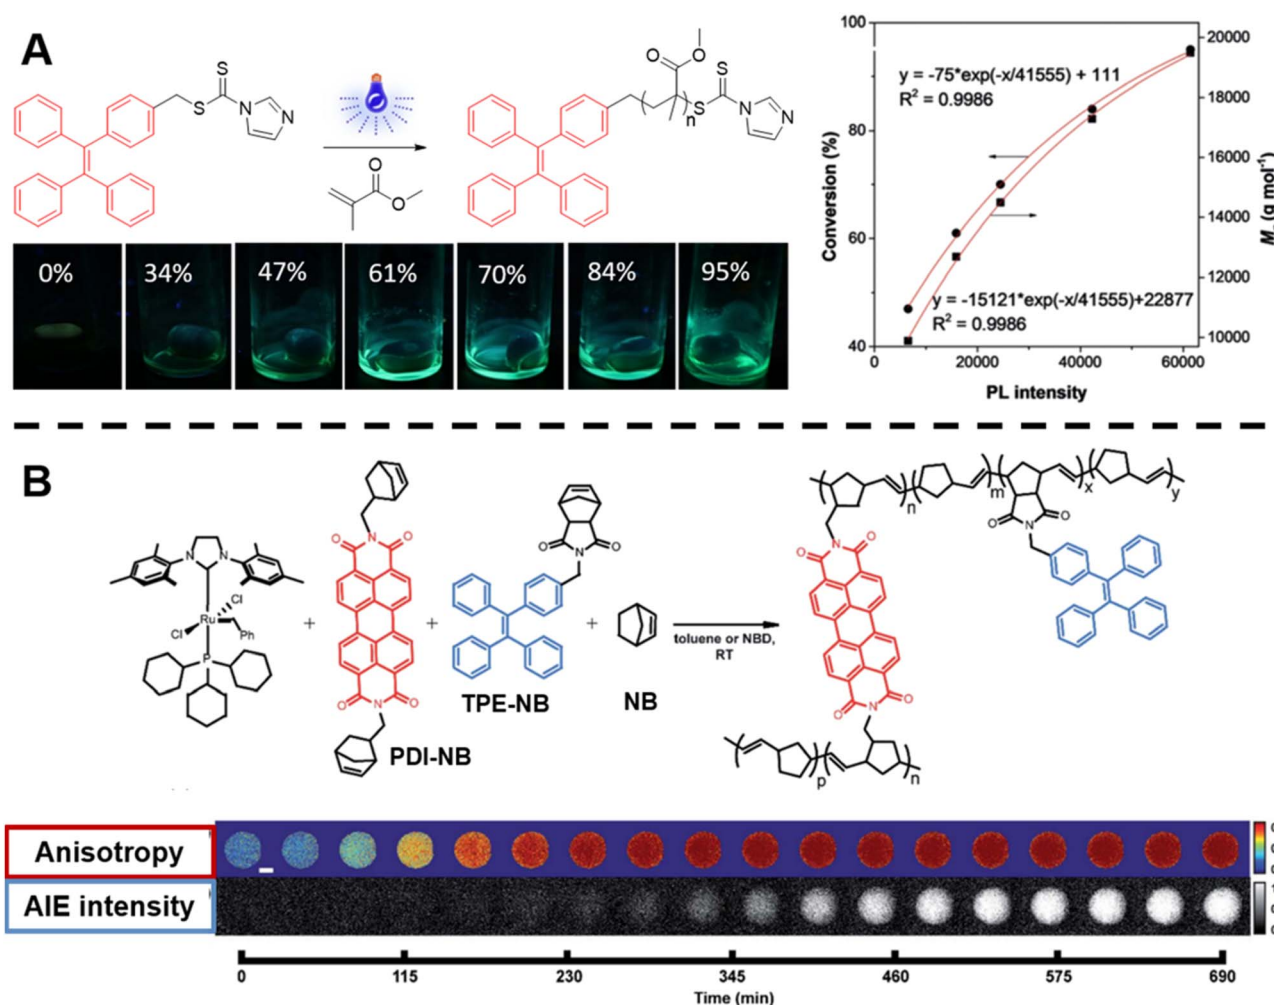 A
S
S
N
N
O
O
n
S
S
N
N
O
O
0%
34%
47%
61%
70%
84%
95%
100
80
60
40
Conversion (%)
y = -75*exp(-x/41555) + 111
R² = 0.9986
y = -15121*exp(-x/41555)+22877
R² = 0.9986
20000
18000
16000
14000
12000
10000
(g mol⁻¹)
0
20000
40000
60000
PL intensity
B
N
N
Cl
Ru
Cl
Ph
P
+
O
N
O
O
N
O
PDI-NB
+
O
N
O
TPE-NB
+
NB
toluene or NBD,
RT
n
m
x
y
O
N
O
O
N
O
O
N
O
p
n
Anisotropy
AIE intensity
0
115
230
345
460
575
690
Time (min)